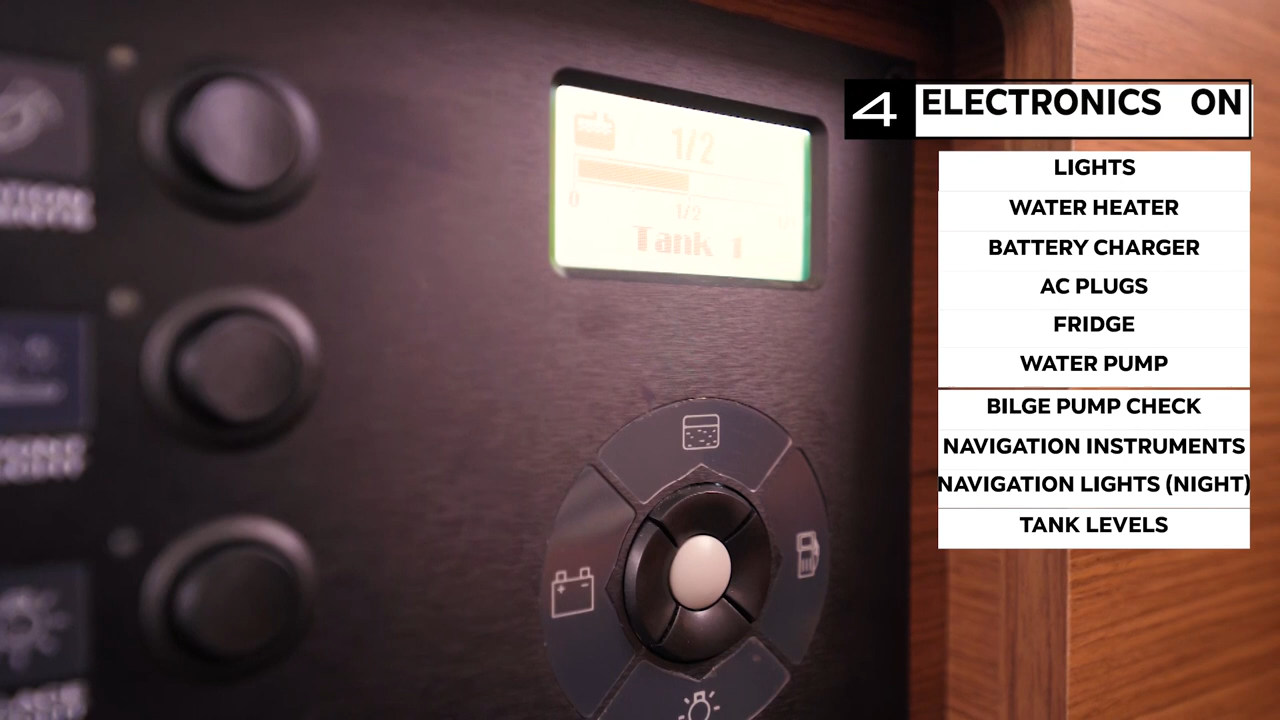 4 ELECTRONICS ON
LIGHTS
WATER HEATER
BATTERY CHARGER
AC PLUGS
FRIDGE
WATER PUMP
BILGE PUMP CHECK
NAVIGATION INSTRUMENTS
NAVIGATION LIGHTS (NIGHT)
TANK LEVELS
1/2
0 1/2
Tank 1